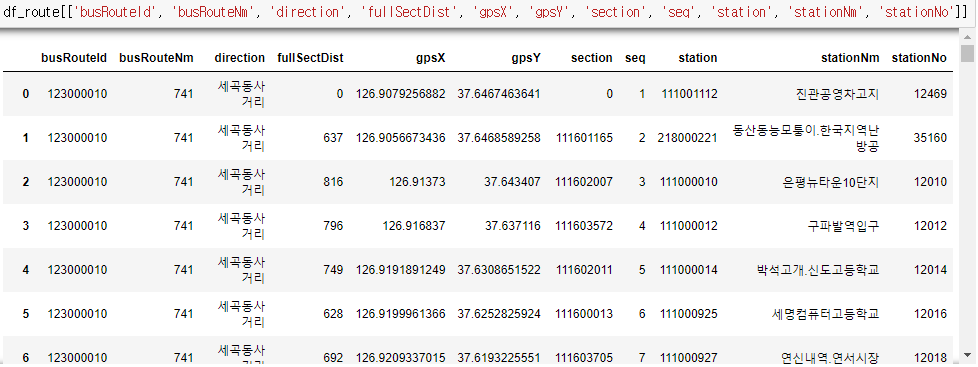 df_route[['busRouteId', 'busRouteNm', 'direction', 'fullSectDist', 'gpsX', 'gpsY', 'section', 'seq', 'station', 'stationNm', 'stationNo']]
busRouteId busRouteNm direction fullSectDist gpsX gpsY section seq station stationNm stationNo
0 123000010 741 세곡동사거리 0 126.9079256882 37.6467463641 0 1 111001112 진관공영차고지 12469
1 123000010 741 세곡동사거리 637 126.9056673436 37.6468589258 111601165 2 218000221 동산동능모퉁이.한국지역난방공 35160
2 123000010 741 세곡동사거리 816 126.91373 37.643407 111602007 3 111000010 은평뉴타운10단지 12010
3 123000010 741 세곡동사거리 796 126.916837 37.637116 111603572 4 111000012 구파발역입구 12012
4 123000010 741 세곡동사거리 749 126.9191891249 37.6308651522 111602011 5 111000014 박석고개.신도고등학교 12014
5 123000010 741 세곡동사거리 628 126.9199961366 37.6252825924 111600013 6 111000925 세명컴퓨터고등학교 12016
6 123000010 741 세곡동사거리 692 126.9209337015 37.6193225551 111603705 7 111000927 연신내역.연서시장 12018